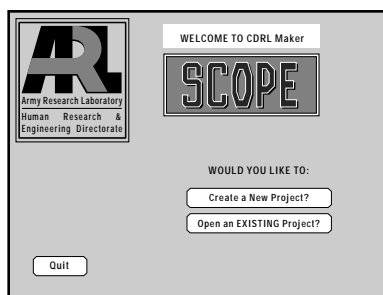 ARL
Army Research Laboratory
Human Research &
Engineering Directorate
WELCOME TO CDRL Maker
SCOPE
WOULD YOU LIKE TO:
Create a New Project?
Open an EXISTING Project?
Quit